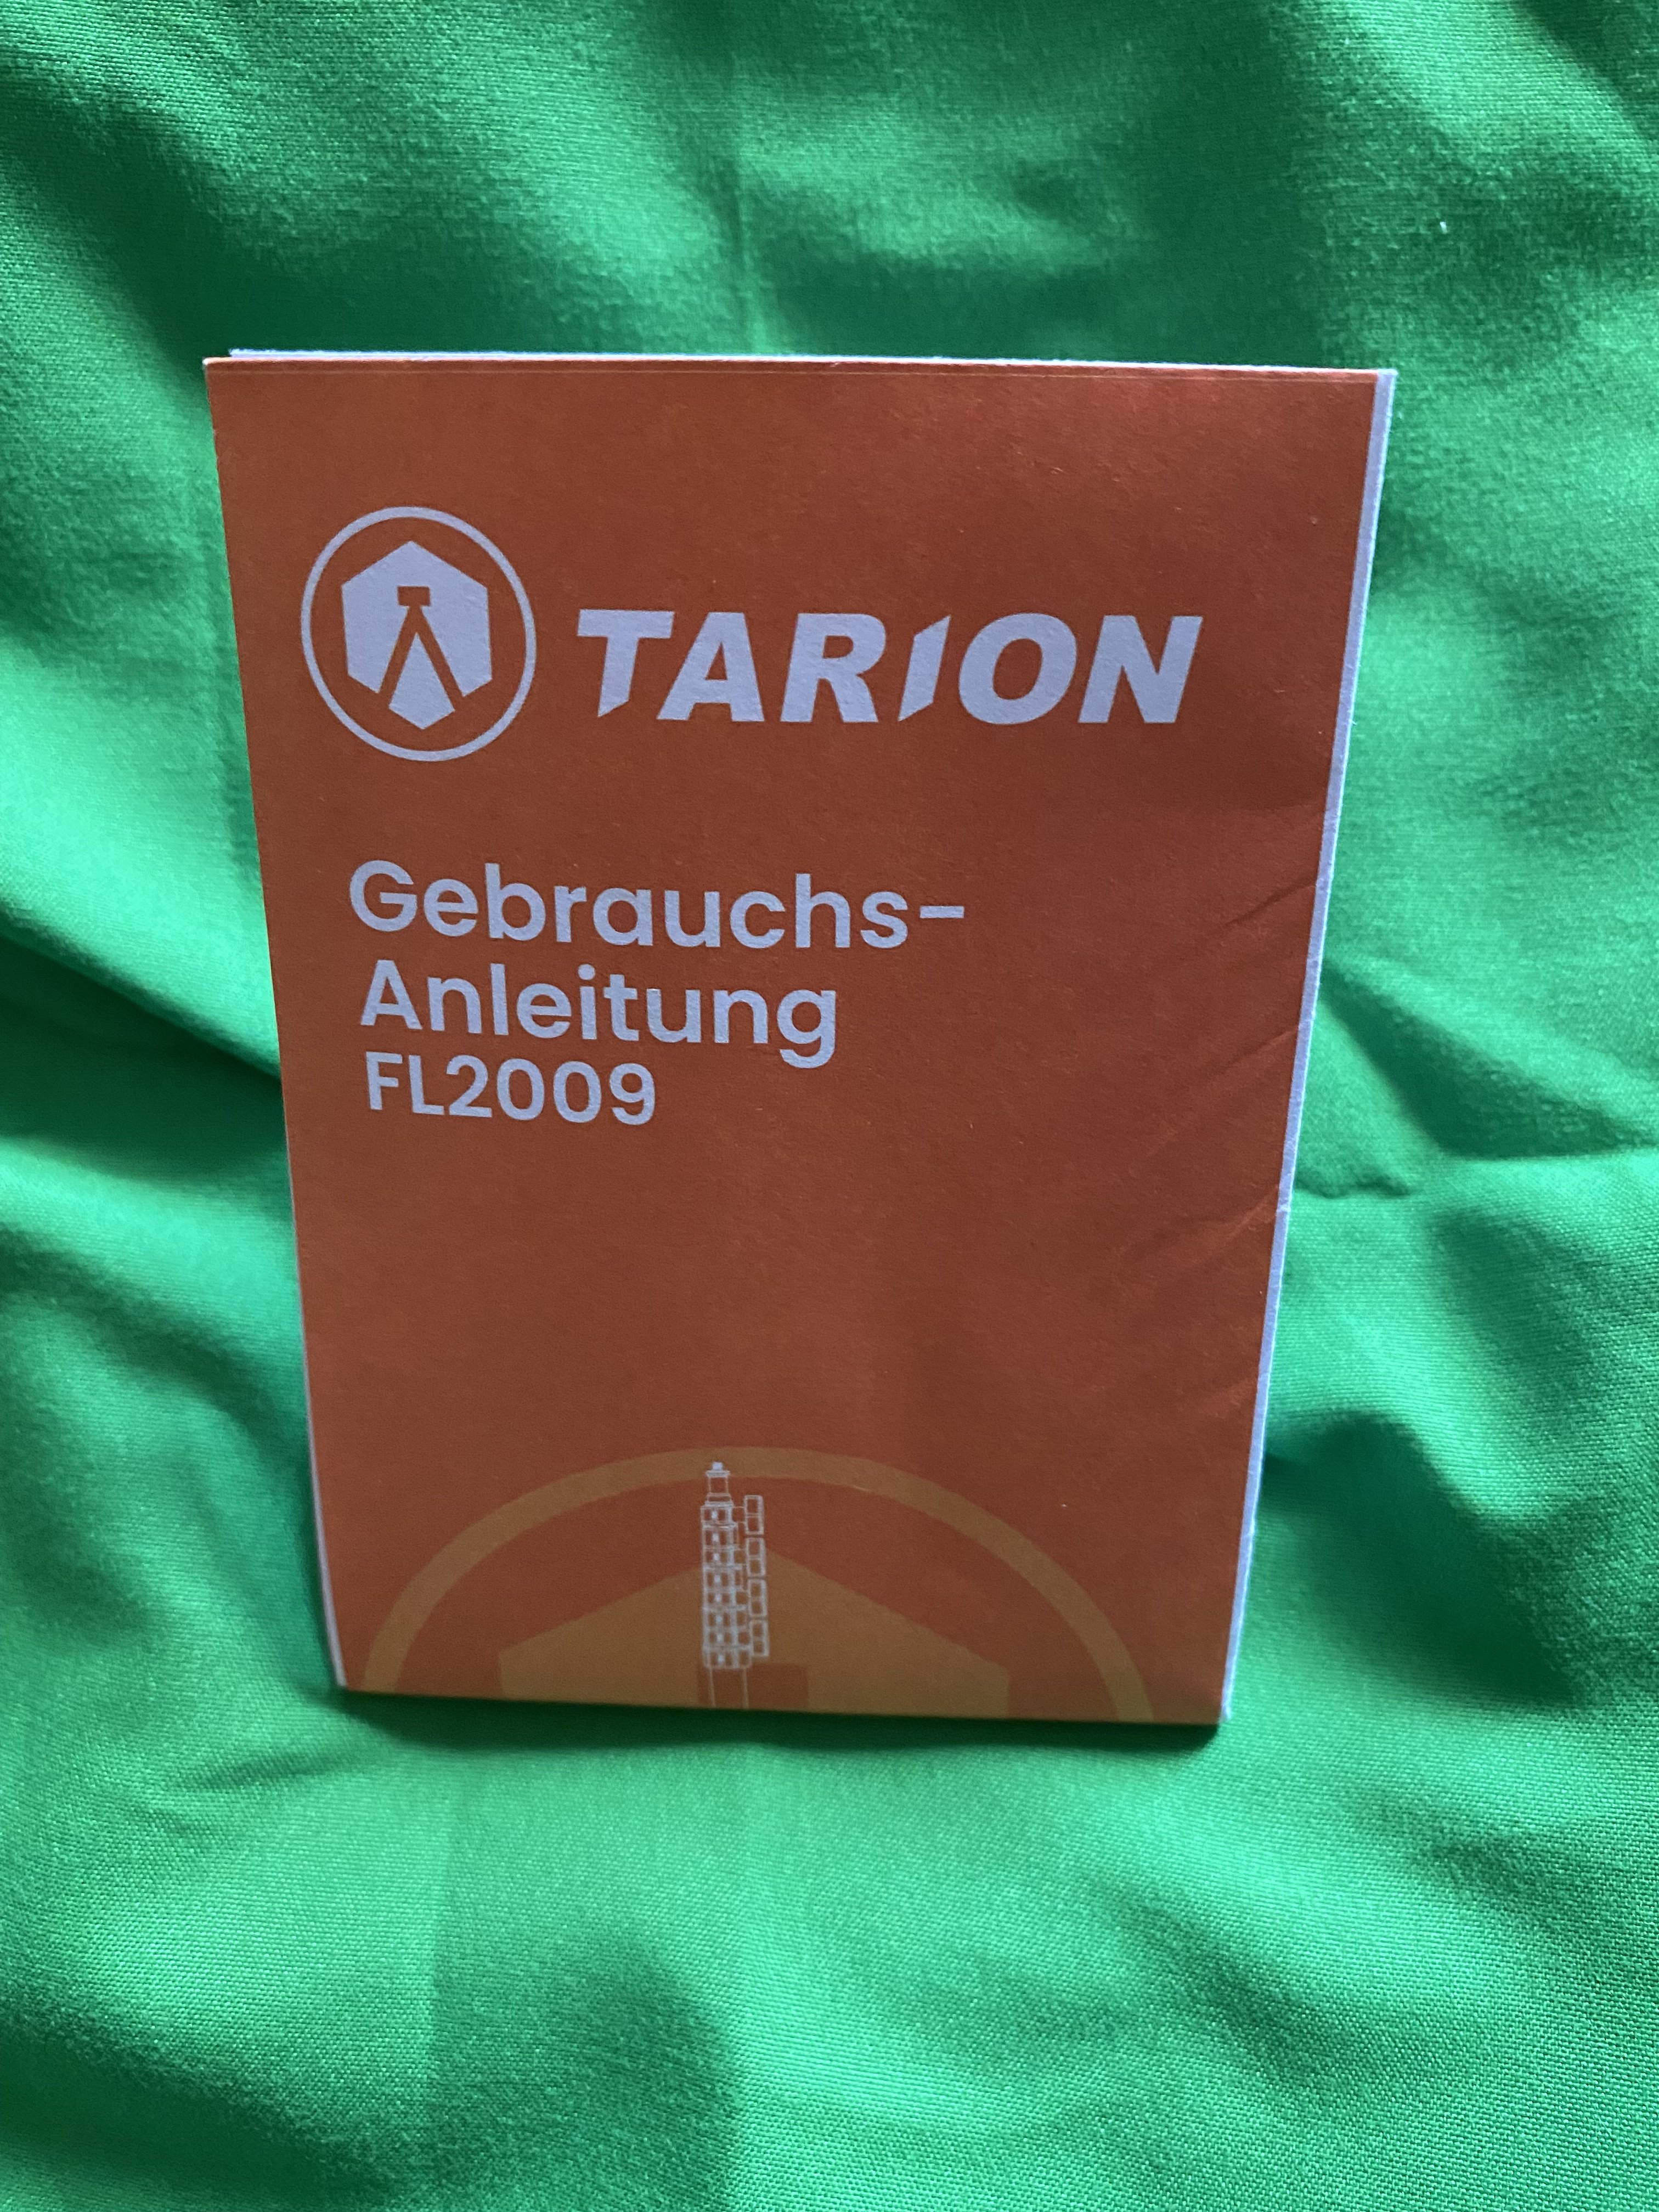 TARION
Gebrauchs-
Anleitung
FL2009